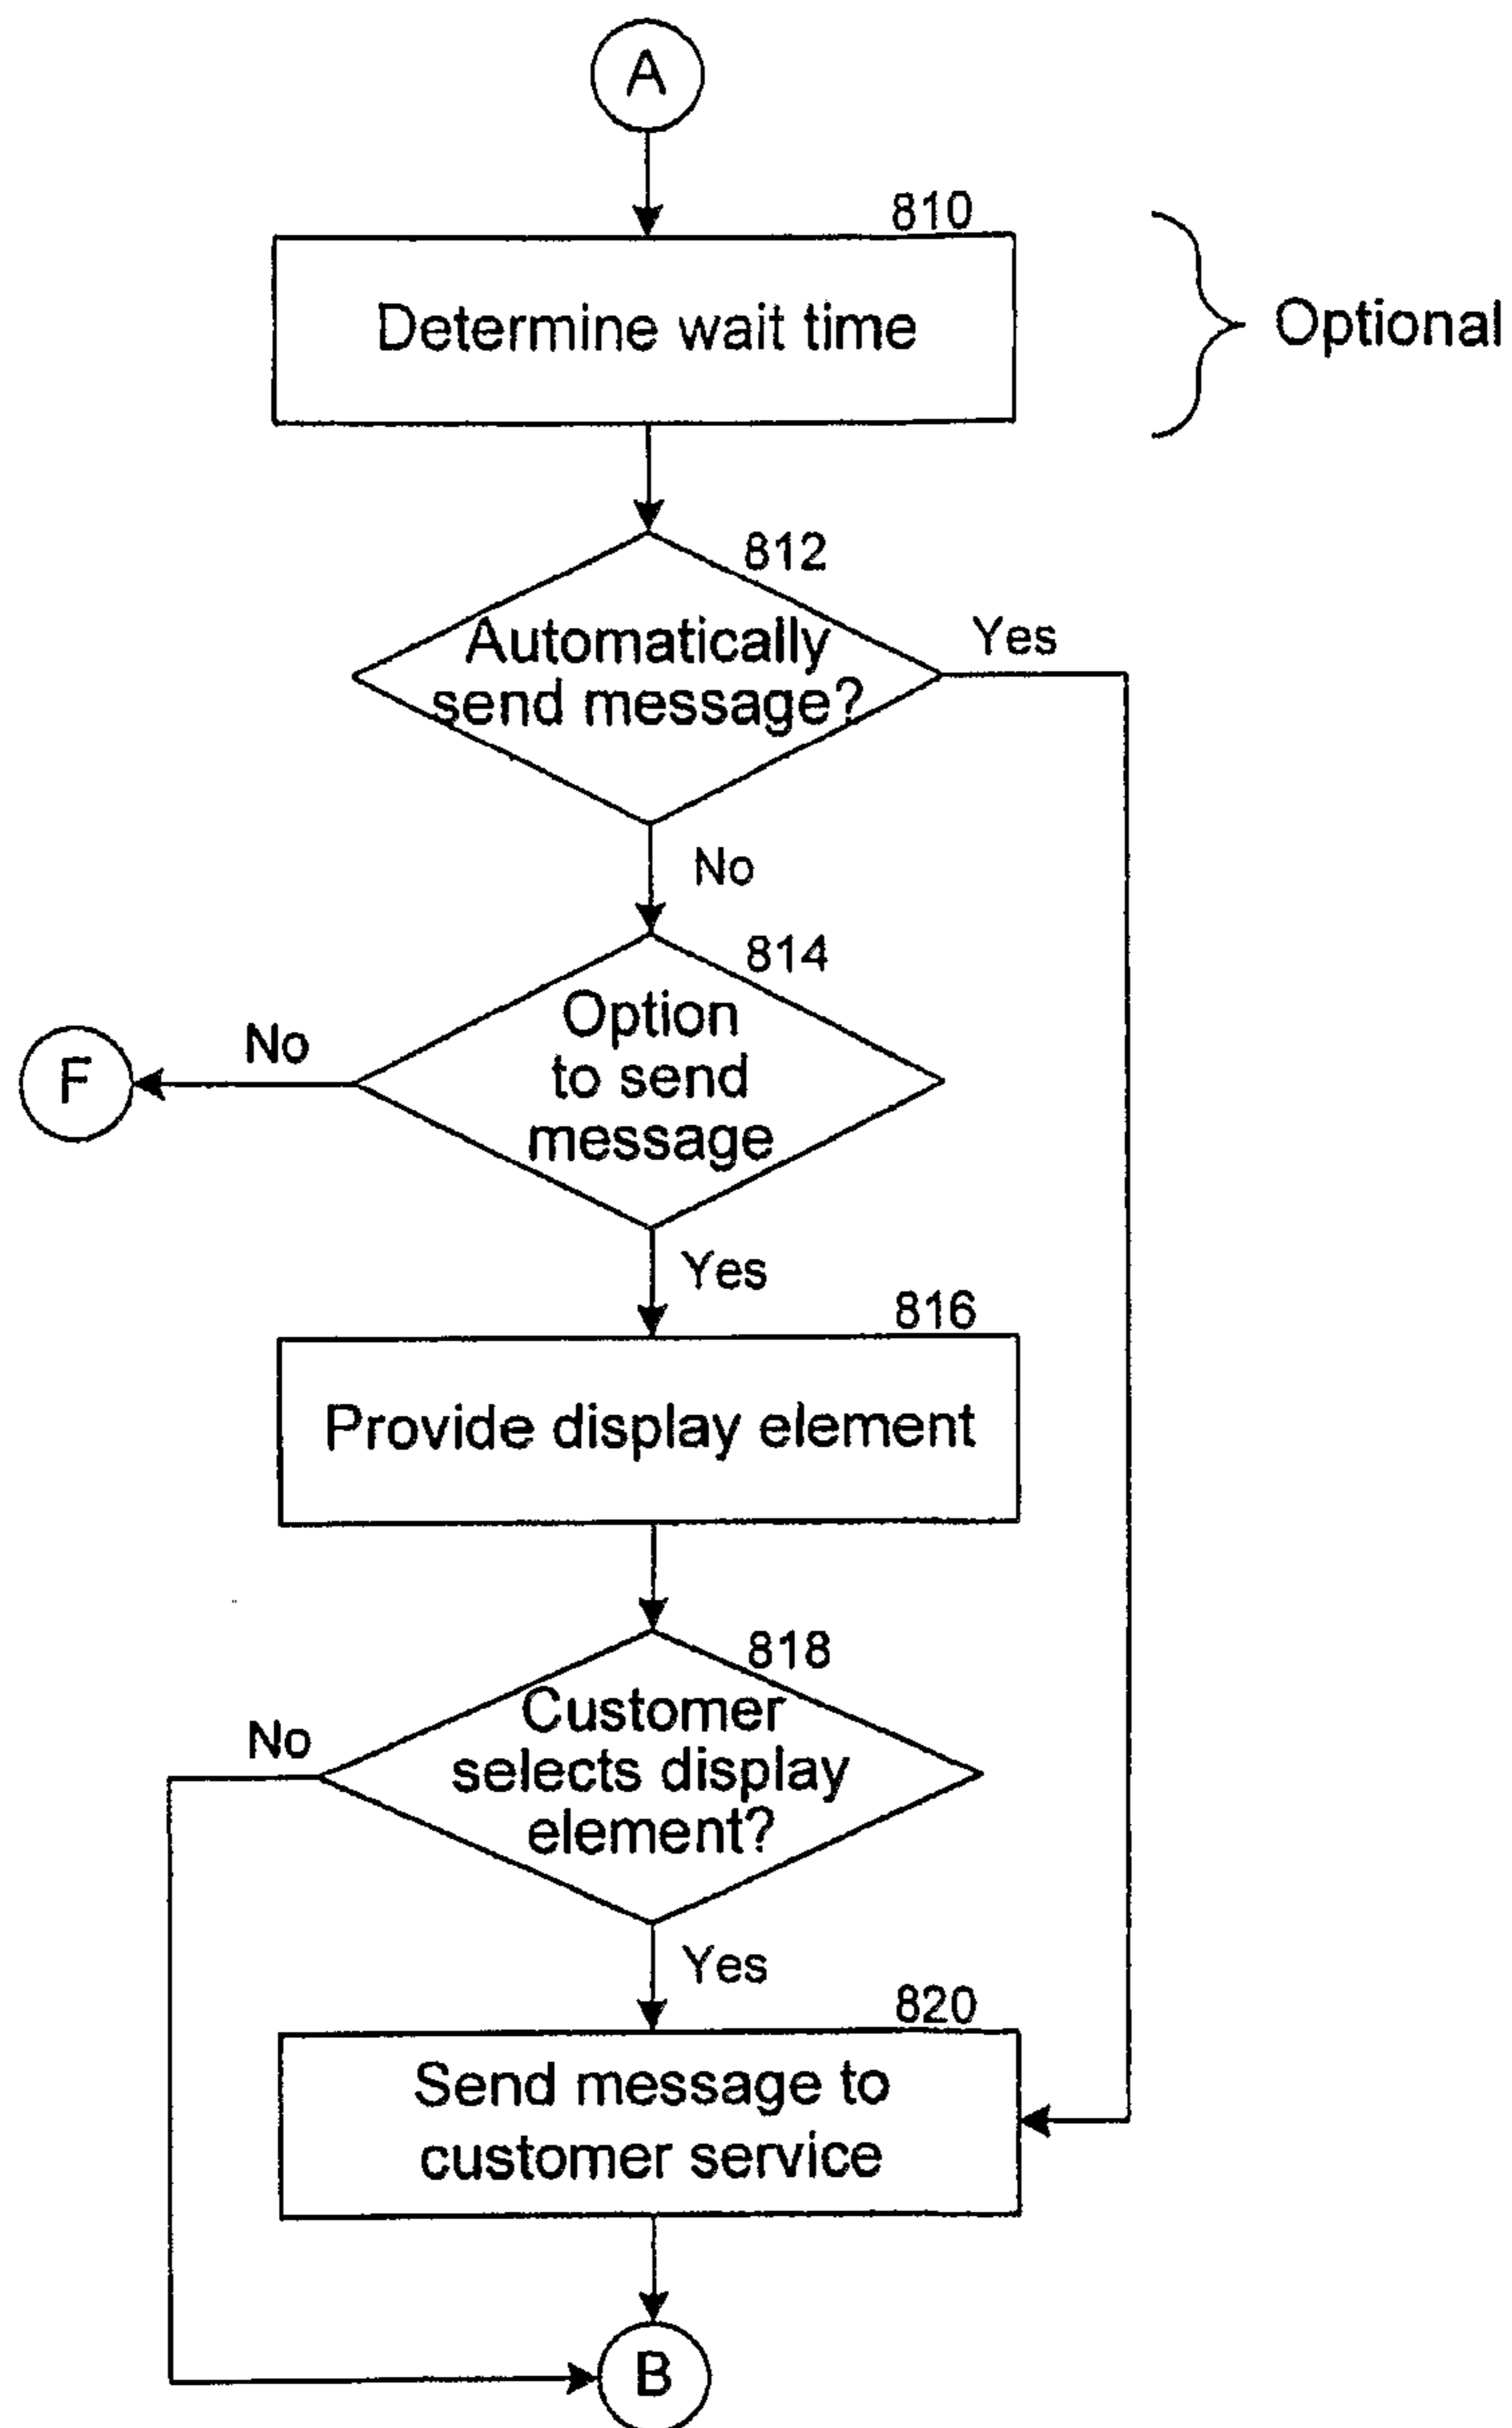 A
810
Determine wait time
Optional
812
Automatically
send message?
Yes
No
814
Option
to send
message
No
F
Yes
816
Provide display element
818
Customer
selects display
element?
No
Yes
820
Send message to
customer service
B